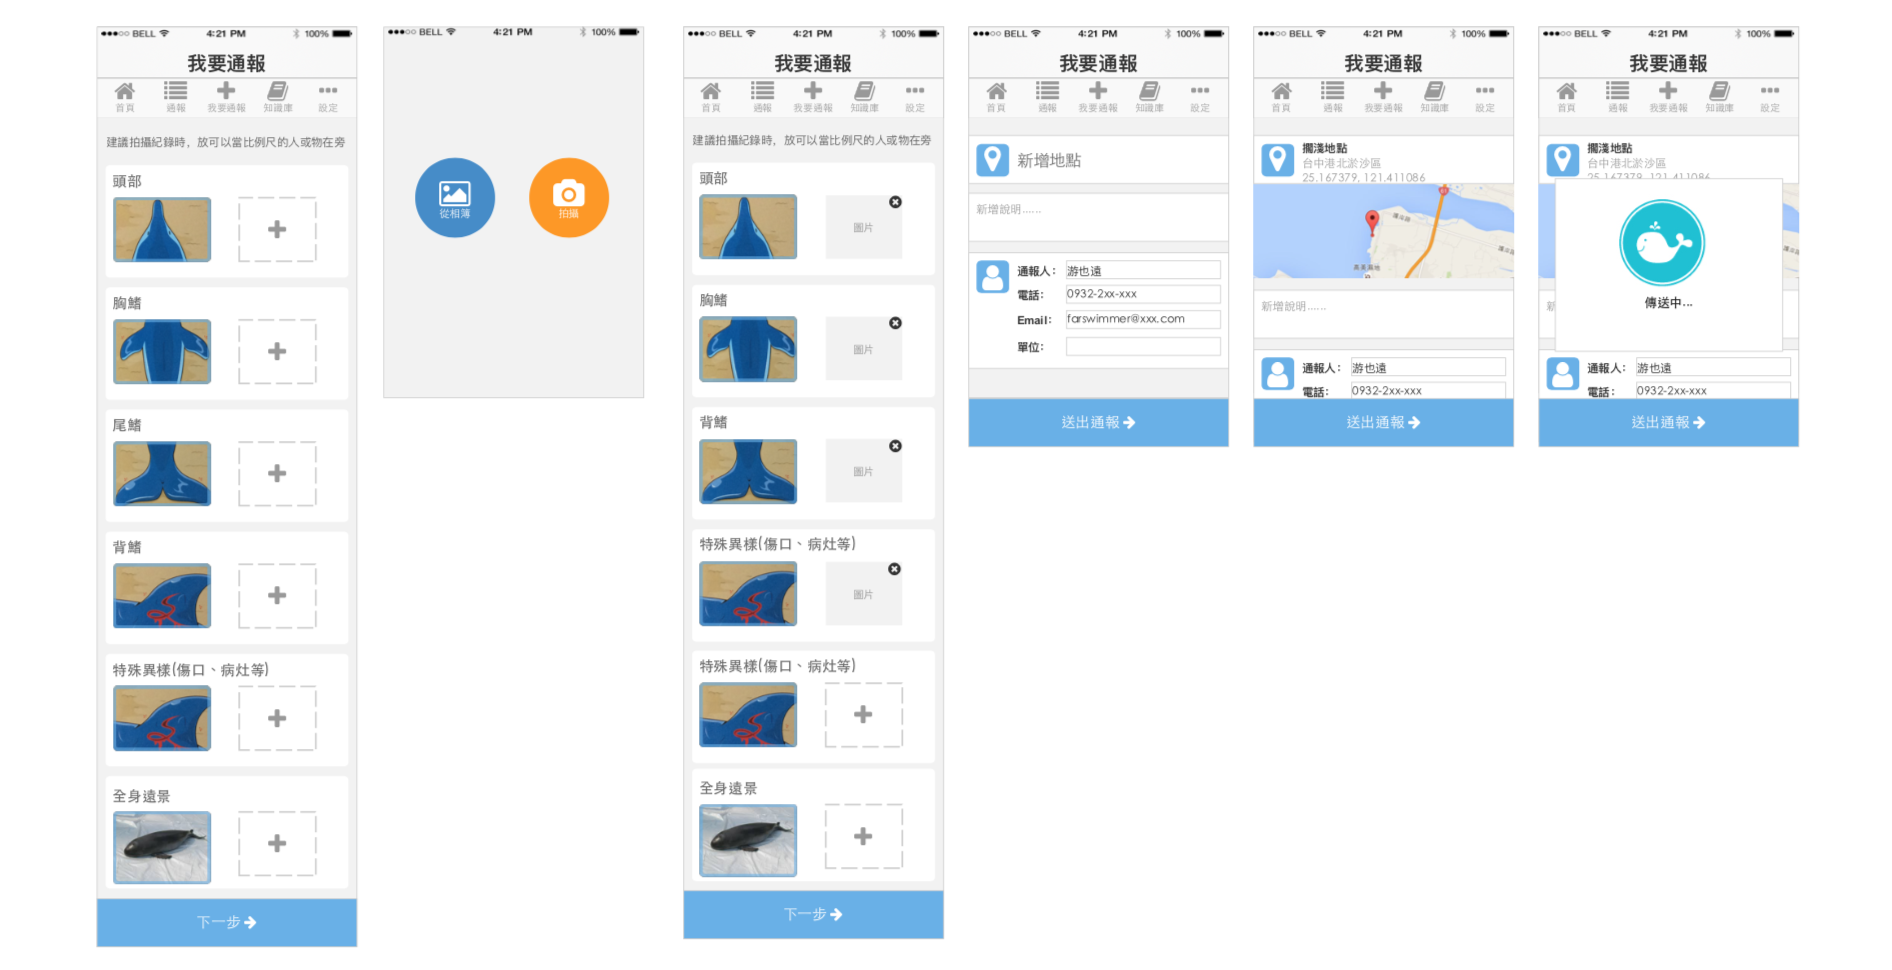 BELL 4:21 PM 100%
我要通報
首頁 通報 我要通報 知識庫 設定
建議拍攝紀錄時，放可以當比例尺的人或物在旁
頭部
胸鰭
尾鰭
背鰭
特殊異樣(傷口、病灶等)
全身遠景
下一步
BELL 4:21 PM 100%
從相簿
拍攝
BELL 4:21 PM 100%
我要通報
首頁 通報 我要通報 知識庫 設定
建議拍攝紀錄時，放可以當比例尺的人或物在旁
頭部
圖片
胸鰭
圖片
背鰭
圖片
特殊異樣(傷口、病灶等)
圖片
特殊異樣(傷口、病灶等)
全身遠景
下一步
BELL 4:21 PM 100%
我要通報
首頁 通報 我要通報 知識庫 設定
新增地點
新增說明......
通報人： 游也遠
電話： 0932-2xx-xxx
Email： farswimmer@xxx.com
單位：
送出通報
BELL 4:21 PM 100%
我要通報
首頁 通報 我要通報 知識庫 設定
擱淺地點
台中港北淤沙區
25.167379, 121.411086
新增說明......
通報人： 游也遠
電話： 0932-2xx-xxx
送出通報
BELL 4:21 PM 100%
我要通報
首頁 通報 我要通報 知識庫 設定
擱淺地點
台中港北淤沙區
25.167379, 121.411086
傳送中...
新
通報人： 游也遠
電話： 0932-2xx-xxx
送出通報